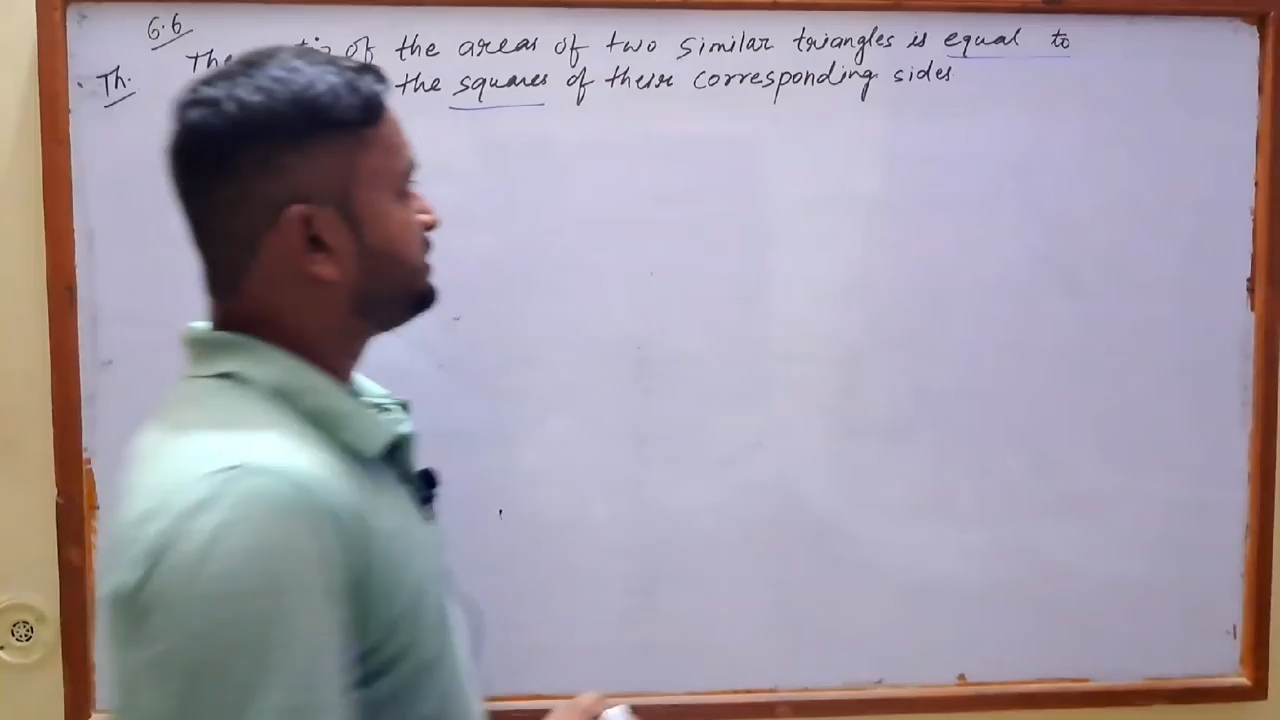 6.6
Th. The of the areas of two similar triangles is equal to
the squares of their corresponding sides.